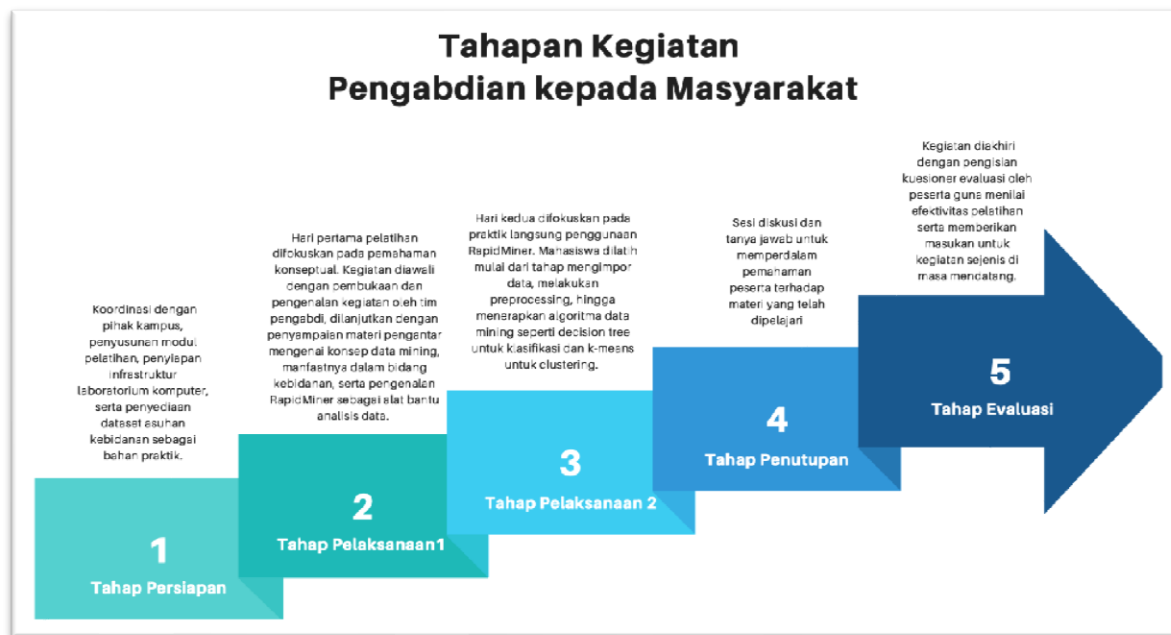 Tahapan Kegiatan
Pengabdian kepada Masyarakat
Koordinasi dengan
pihak kampus,
penyusunan modul
pelatihan, penyiapan
infrastruktur
laboratorium komputer,
serta penyediaan
dataset asuhan
kebidanan sebagai
bahan praktik.
1
Tahap Persiapan
Hari pertama pelatihan
difokuskan pada pemahaman
konseptual. Kegiatan diawali
dengan pembukaan dan
pengenalan kegiatan oleh tim
pengabdi, dilanjutkan dengan
penyampaian materi pengantar
mengenai konsep data mining,
manfaatnya dalam bidang
kebidanan, serta pengenalan
RapidMiner sebagai alat bantu
analisis data.
2
Tahap Pelaksanaan1
Hari kedua difokuskan pada
praktik langsung penggunaan
RapidMiner. Mahasiswa dilatih
mulai dari tahap mengimpor
data, melakukan
preprocessing, hingga
menerapkan algoritma data
mining seperti decision tree
untuk klasifikasi dan k-means
untuk clustering.
3
Tahap Pelaksanaan 2
Sesi diskusi dan
tanya jawab untuk
memperdalam
pemahaman
peserta terhadap
materi yang telah
dipelajari
4
Tahap Penutupan
Kegiatan diakhiri
dengan pengisian
kuesioner evaluasi oleh
peserta guna menilai
efektivitas pelatihan
serta memberikan
masukan untuk
kegiatan sejenis di
masa mendatang.
5
Tahap Evaluasi